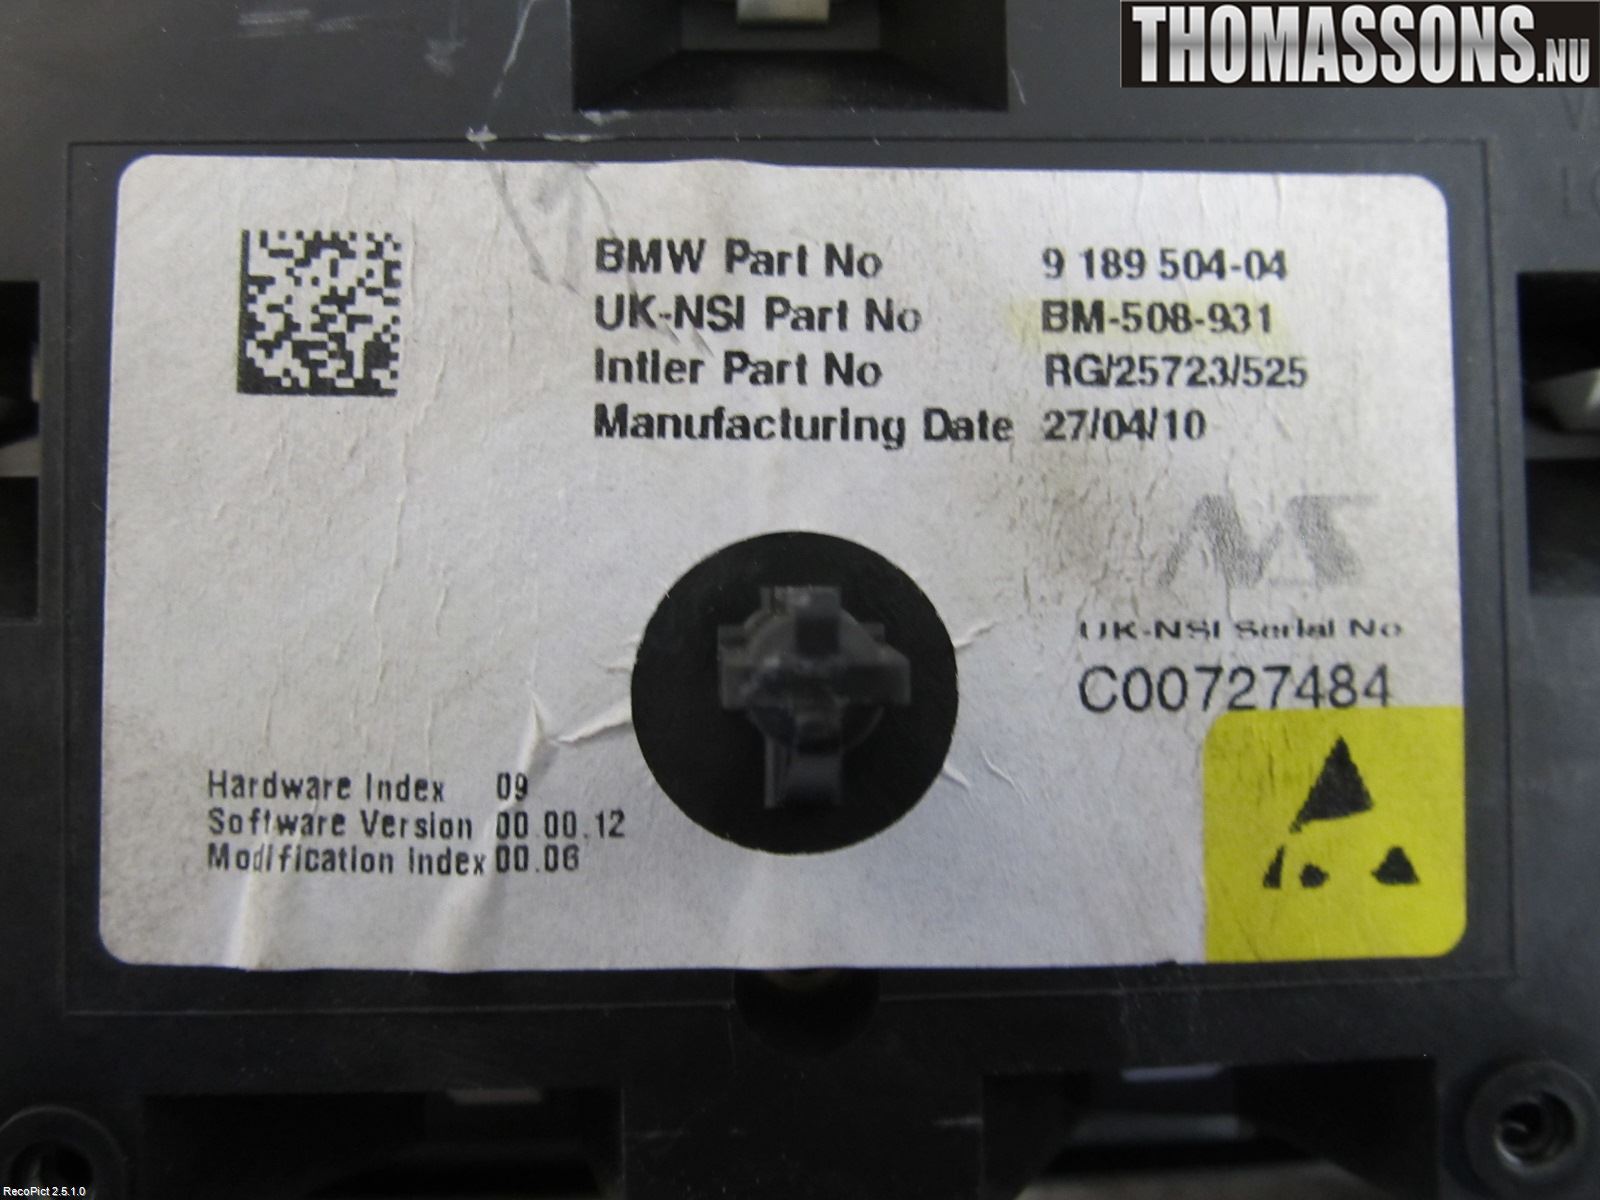 THOMASSONS.NU
BMW Part No 9 189 504-04
UK-NSI Part No BM-508-931
Intier Part No RG/25723/525
Manufacturing Date 27/04/10
NS
UK-NSI Serial No
C00727484
Hardware Index 09
Software Version 00.00.12
Modification Index 00.06
RecoPict 2.5.1.0